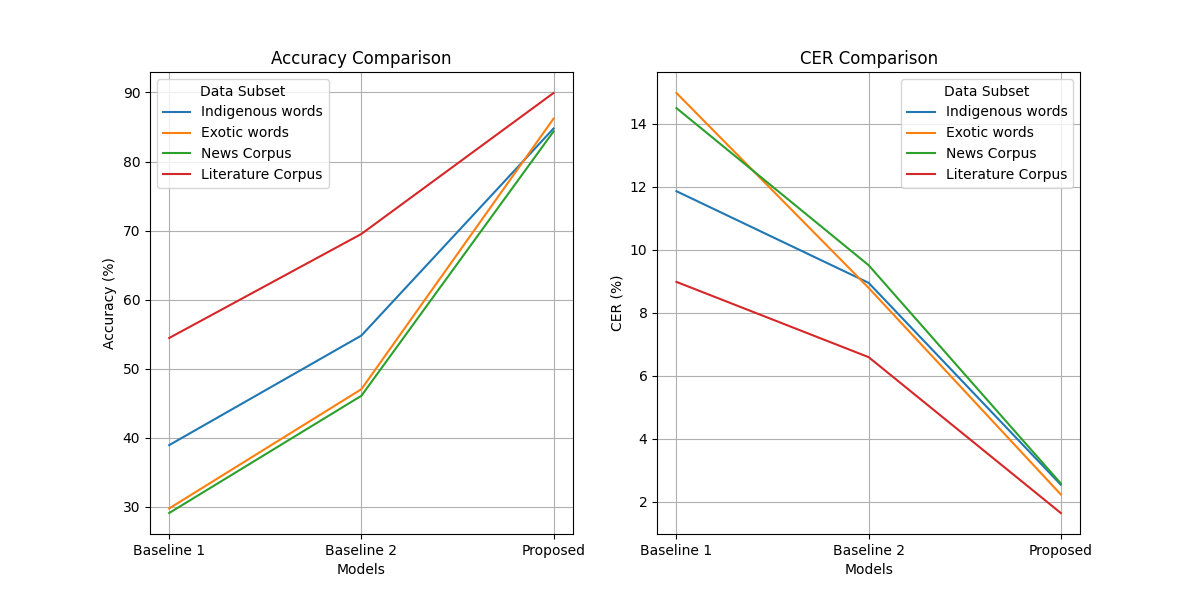 Accuracy Comparison
Accuracy (%)
90
80
70
60
50
40
30
Data Subset
Indigenous words
Exotic words
News Corpus
Literature Corpus
Baseline 1
Baseline 2
Proposed
Models
CER Comparison
CER (%)
14
12
10
8
6
4
2
Data Subset
Indigenous words
Exotic words
News Corpus
Literature Corpus
Baseline 1
Baseline 2
Proposed
Models